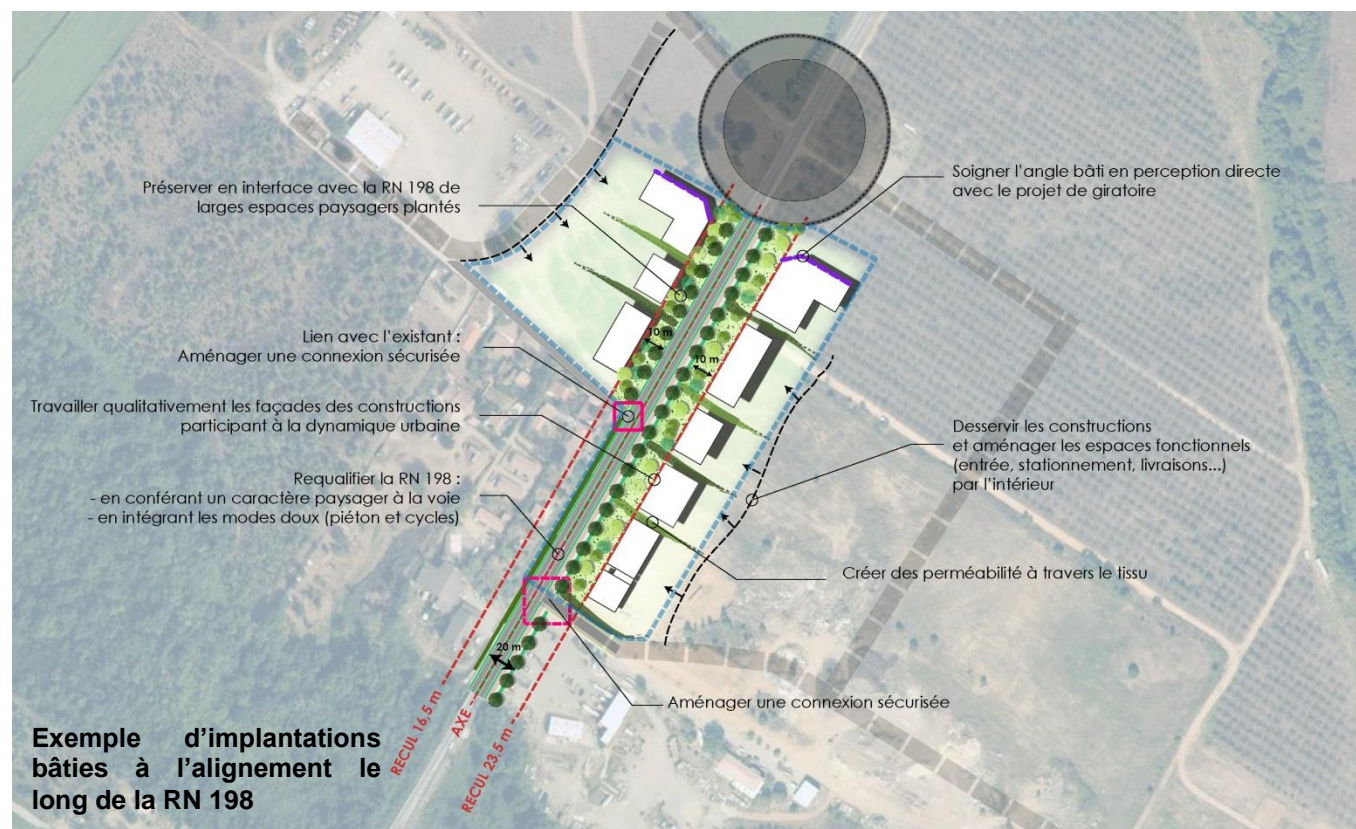 Préserver en interface avec la RN 198 de
larges espaces paysagers plantés
Soigner l'angle bâti en perception directe
avec le projet de giratoire
Lien avec l'existant :
Aménager une connexion sécurisée
10 m
10 m
Travailler qualitativement les façades des constructions
participant à la dynamique urbaine
Desservir les constructions
et aménager les espaces fonctionnels
(entrée, stationnement, livraisons...)
par l'intérieur
Requalifier la RN 198 :
- en conférant un caractère paysager à la voie
- en intégrant les modes doux (piéton et cycles)
Créer des perméabilité à travers le tissu
20 m
Aménager une connexion sécurisée
RECUL 16,5 m
AXE
RECUL 23,5 m
Exemple d'implantations
bâties à l'alignement le
long de la RN 198